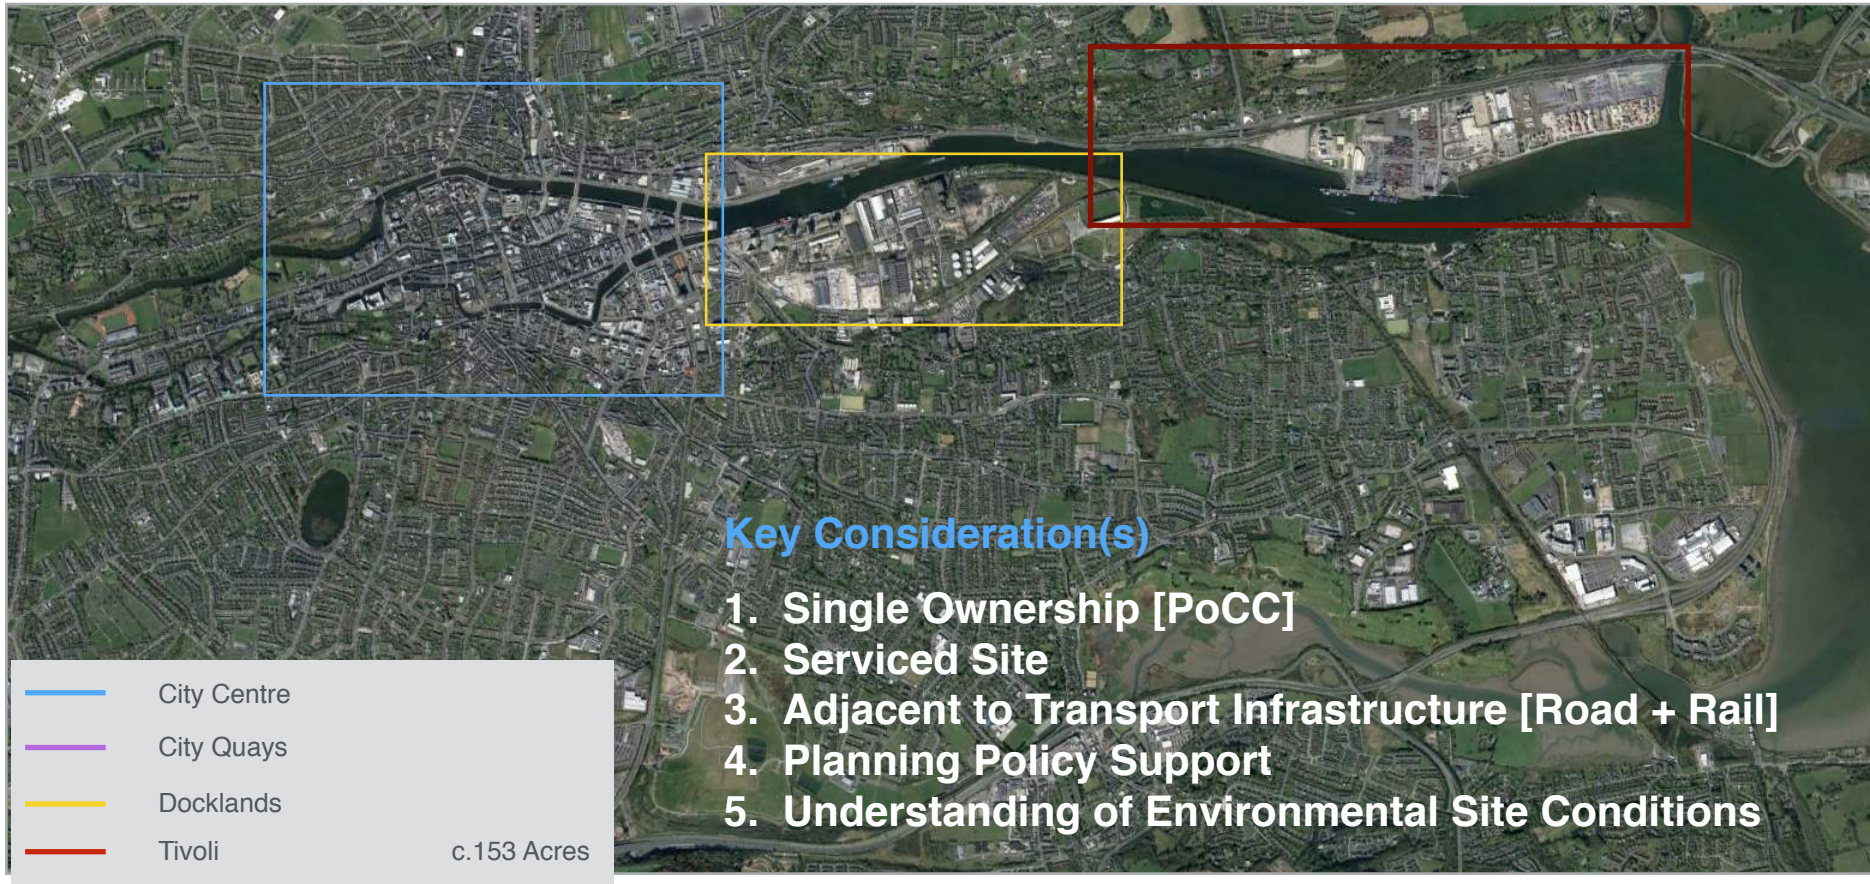 Key Consideration(s)
1. Single Ownership [PoCC]
2. Serviced Site
3. Adjacent to Transport Infrastructure [Road + Rail]
4. Planning Policy Support
5. Understanding of Environmental Site Conditions
City Centre
City Quays
Docklands
Tivoli c.153 Acres